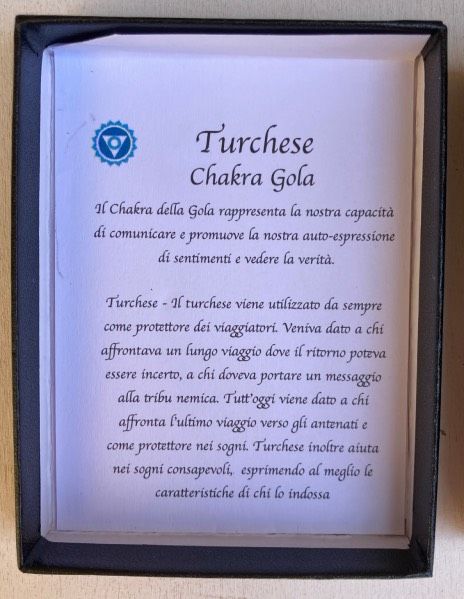 Turchese
Chakra Gola
Il Chakra della Gola rappresenta la nostra capacità
di comunicare e promuove la nostra auto-espressione
di sentimenti e vedere la verità.
Turchese - Il turchese viene utilizzato da sempre
come protettore dei viaggiatori. Veniva dato a chi
affrontava un lungo viaggio dove il ritorno poteva
essere incerto, a chi doveva portare un messaggio
alla tribu nemica. Tutt'oggi viene dato a chi
affronta l'ultimo viaggio verso gli antenati e
come protettore nei sogni. Turchese inoltre aiuta
nei sogni consapevoli, esprimendo al meglio le
caratteristiche di chi lo indossa